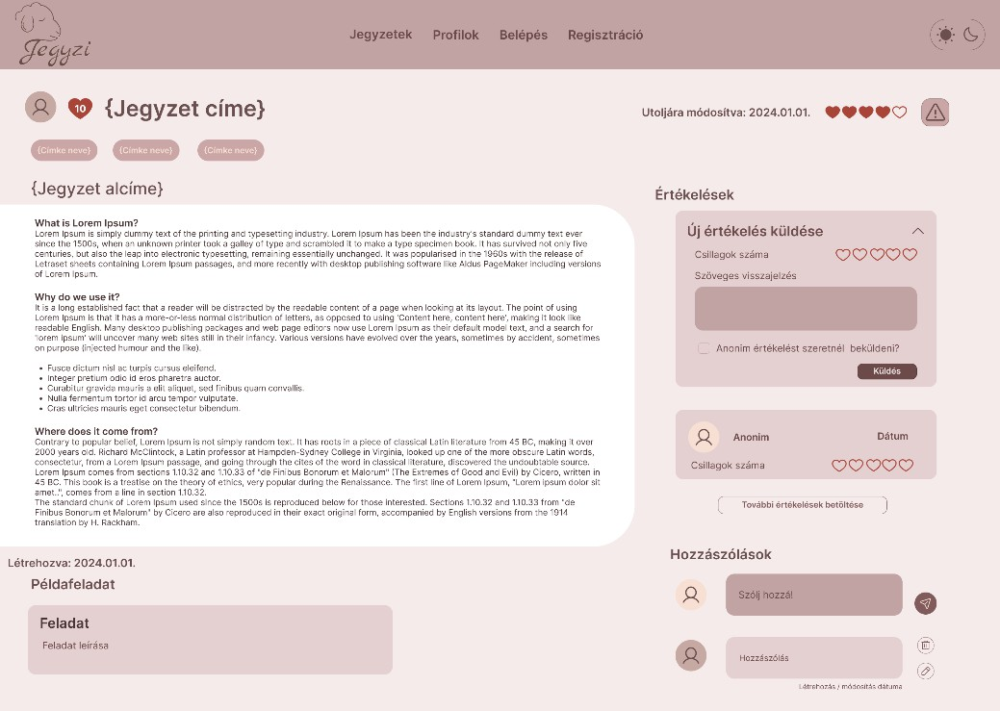 Jegyzi
Jegyzetek Profilok Belépés Regisztráció
10
{Jegyzet címe}
Utoljára módosítva: 2024.01.01.
{Címke neve} {Címke neve} {Címke neve}
{Jegyzet alcíme}
What is Lorem Ipsum?
Lorem Ipsum is simply dummy text of the printing and typesetting industry. Lorem Ipsum has been the industry's standard dummy text ever
since the 1500s, when an unknown printer took a galley of type and scrambled it to make a type specimen book. It has survived not only five
centuries, but also the leap into electronic typesetting, remaining essentially unchanged. It was popularised in the 1960s with the release of
Letraset sheets containing Lorem Ipsum passages, and more recently with desktop publishing software like Aldus PageMaker including versions
of Lorem Ipsum.
Why do we use it?
It is a long established fact that a reader will be distracted by the readable content of a page when looking at its layout. The point of using
Lorem Ipsum is that it has a more-or-less normal distribution of letters, as opposed to using 'Content here, content here', making it look like
readable English. Many desktop publishing packages and web page editors now use Lorem Ipsum as their default model text, and a search for
'lorem ipsum' will uncover many web sites still in their infancy. Various versions have evolved over the years, sometimes by accident, sometimes
on purpose (injected humour and the like).
• Fusce dictum nisl ac turpis cursus eleifend.
• Integer pretium odio id eros pharetra auctor.
• Curabitur gravida mauris a elit aliquet, sed finibus quam convallis.
• Nulla fermentum tortor id arcu tempor vulputate.
• Cras ultricies mauris eget consectetur bibendum.
Where does it come from?
Contrary to popular belief, Lorem Ipsum is not simply random text. It has roots in a piece of classical Latin literature from 45 BC, making it over
2000 years old. Richard McClintock, a Latin professor at Hampden-Sydney College in Virginia, looked up one of the more obscure Latin words,
consectetur, from a Lorem Ipsum passage, and going through the cites of the word in classical literature, discovered the undoubtable source.
Lorem Ipsum comes from sections 1.10.32 and 1.10.33 of "de Finibus Bonorum et Malorum" (The Extremes of Good and Evil) by Cicero, written in
45 BC. This book is a treatise on the theory of ethics, very popular during the Renaissance. The first line of Lorem Ipsum, "Lorem ipsum dolor sit
amet..", comes from a line in section 1.10.32.
The standard chunk of Lorem Ipsum used since the 1500s is reproduced below for those interested. Sections 1.10.32 and 1.10.33 from "de
Finibus Bonorum et Malorum" by Cicero are also reproduced in their exact original form, accompanied by English versions from the 1914
translation by H. Rackham.
Létrehozva: 2024.01.01.
Példafeladat
Feladat
Feladat leírása
Értékelések
Új értékelés küldése
Csillagok száma
Szöveges visszajelzés
Anonim értékelést szeretnél beküldeni?
Küldés
Anonim Dátum
Csillagok száma
További értékelések betöltése
Hozzászólások
Szólj hozzá!
Hozzászólás
Létrehozás / módosítás dátuma